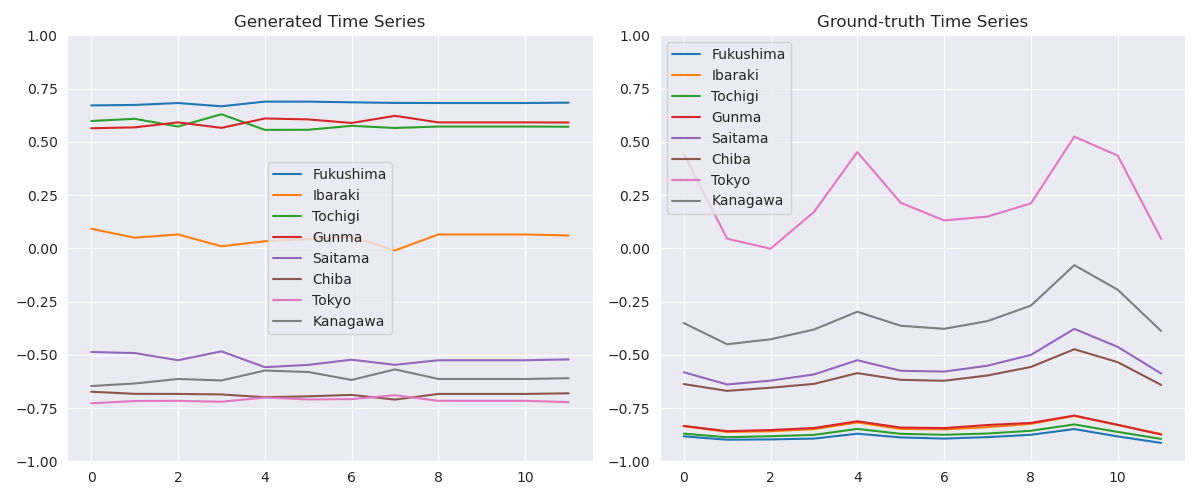 Generated Time Series
1.00
0.75
0.50
0.25
0.00
−0.25
−0.50
−0.75
−1.00
0 2 4 6 8 10
Fukushima
Ibaraki
Tochigi
Gunma
Saitama
Chiba
Tokyo
Kanagawa
Ground-truth Time Series
1.00
0.75
0.50
0.25
0.00
−0.25
−0.50
−0.75
−1.00
0 2 4 6 8 10
Fukushima
Ibaraki
Tochigi
Gunma
Saitama
Chiba
Tokyo
Kanagawa